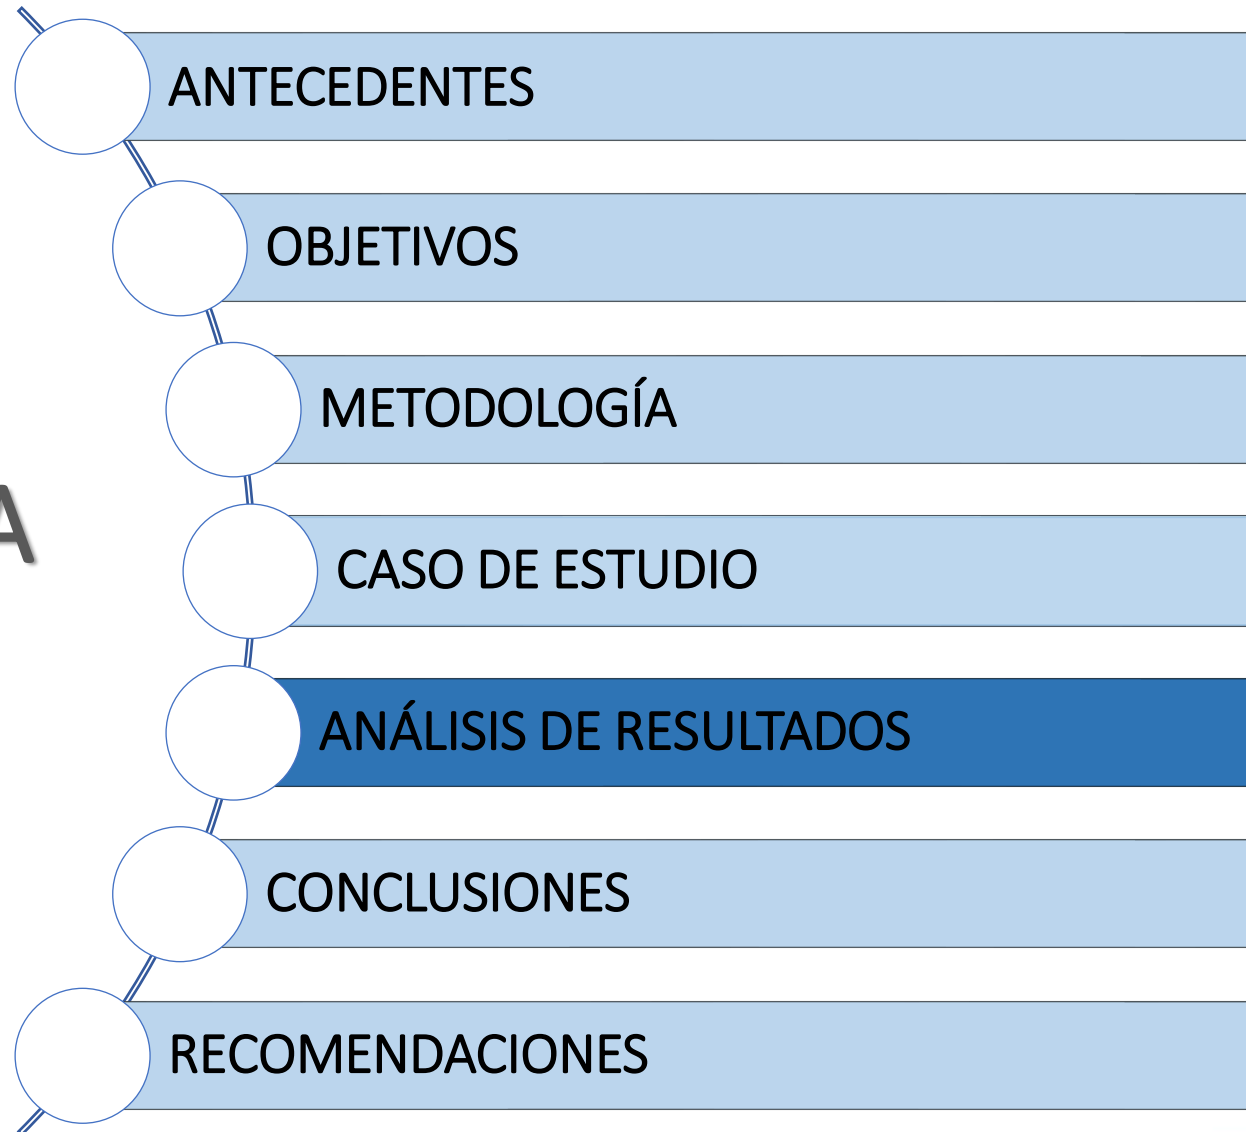 ANTECEDENTES
OBJETIVOS
METODOLOGÍA
A
CASO DE ESTUDIO
ANÁLISIS DE RESULTADOS
CONCLUSIONES
RECOMENDACIONES